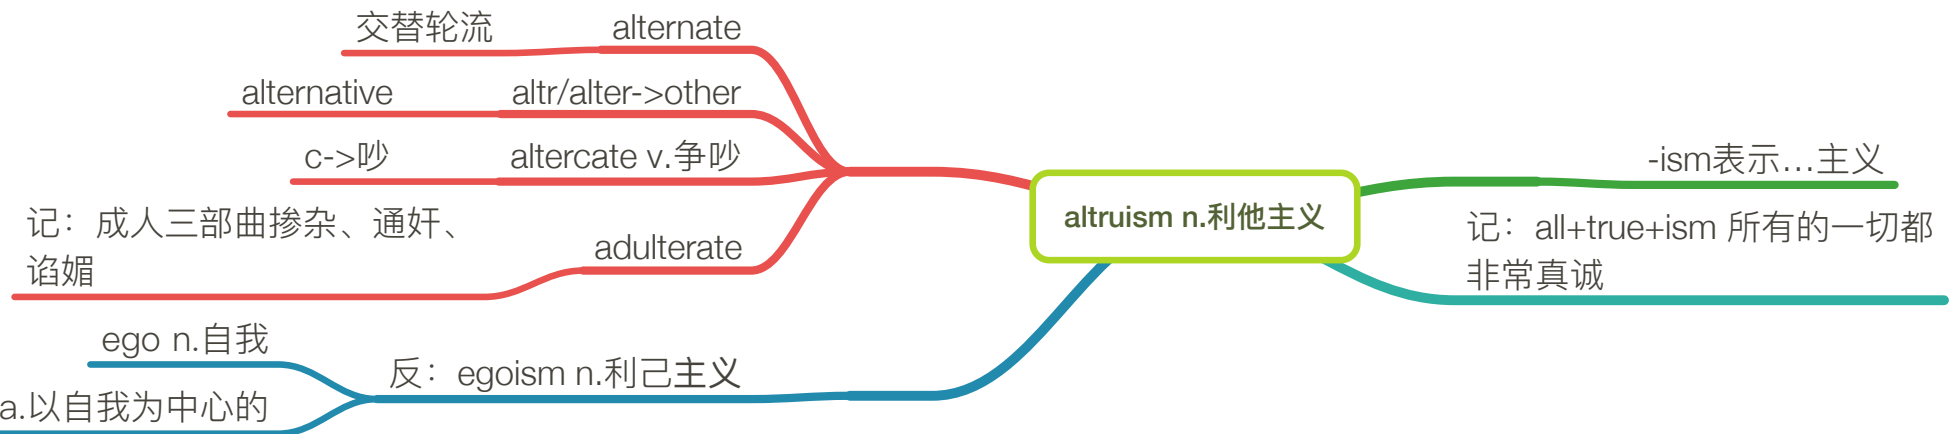 交替轮流
alternate
alternative
altr/alter->other
c->吵
altercate v.争吵
记：成人三部曲掺杂、通奸、
谄媚
adulterate
ego n.自我
a.以自我为中心的
反：egoism n.利己主义
altruism n.利他主义
-ism表示...主义
记：all+true+ism 所有的一切都
非常真诚